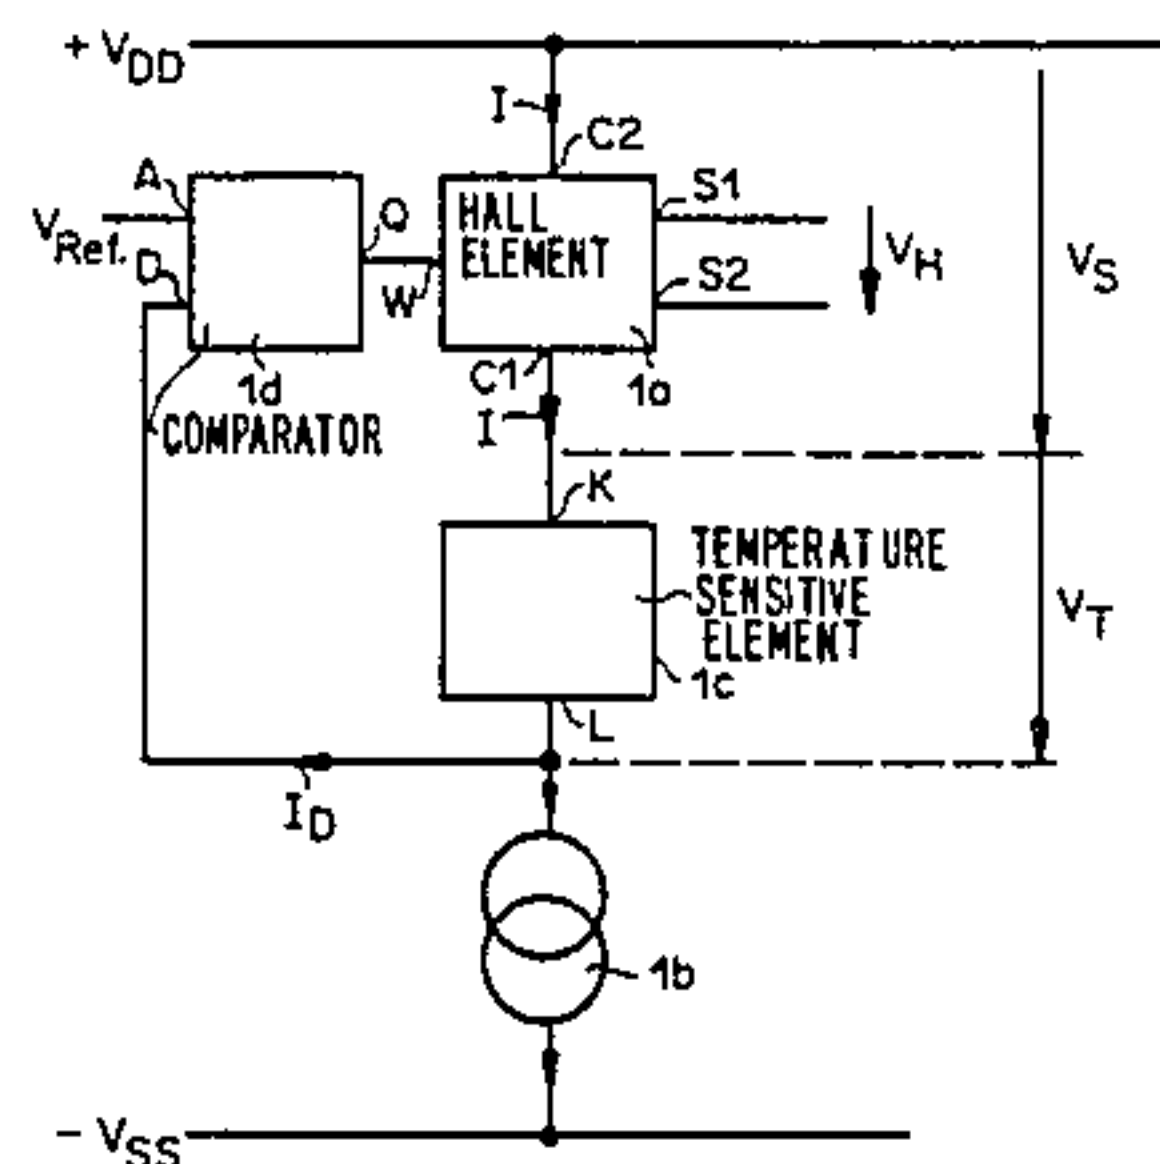 + VDD
I
C2
A
S1
VRef.
Q
HALL
ELEMENT
VH
VS
D
W
S2
C1
1a
1d
COMPARATOR
I
K
TEMPERATURE
SENSITIVE
ELEMENT
VT
1c
L
ID
1b
- VSS